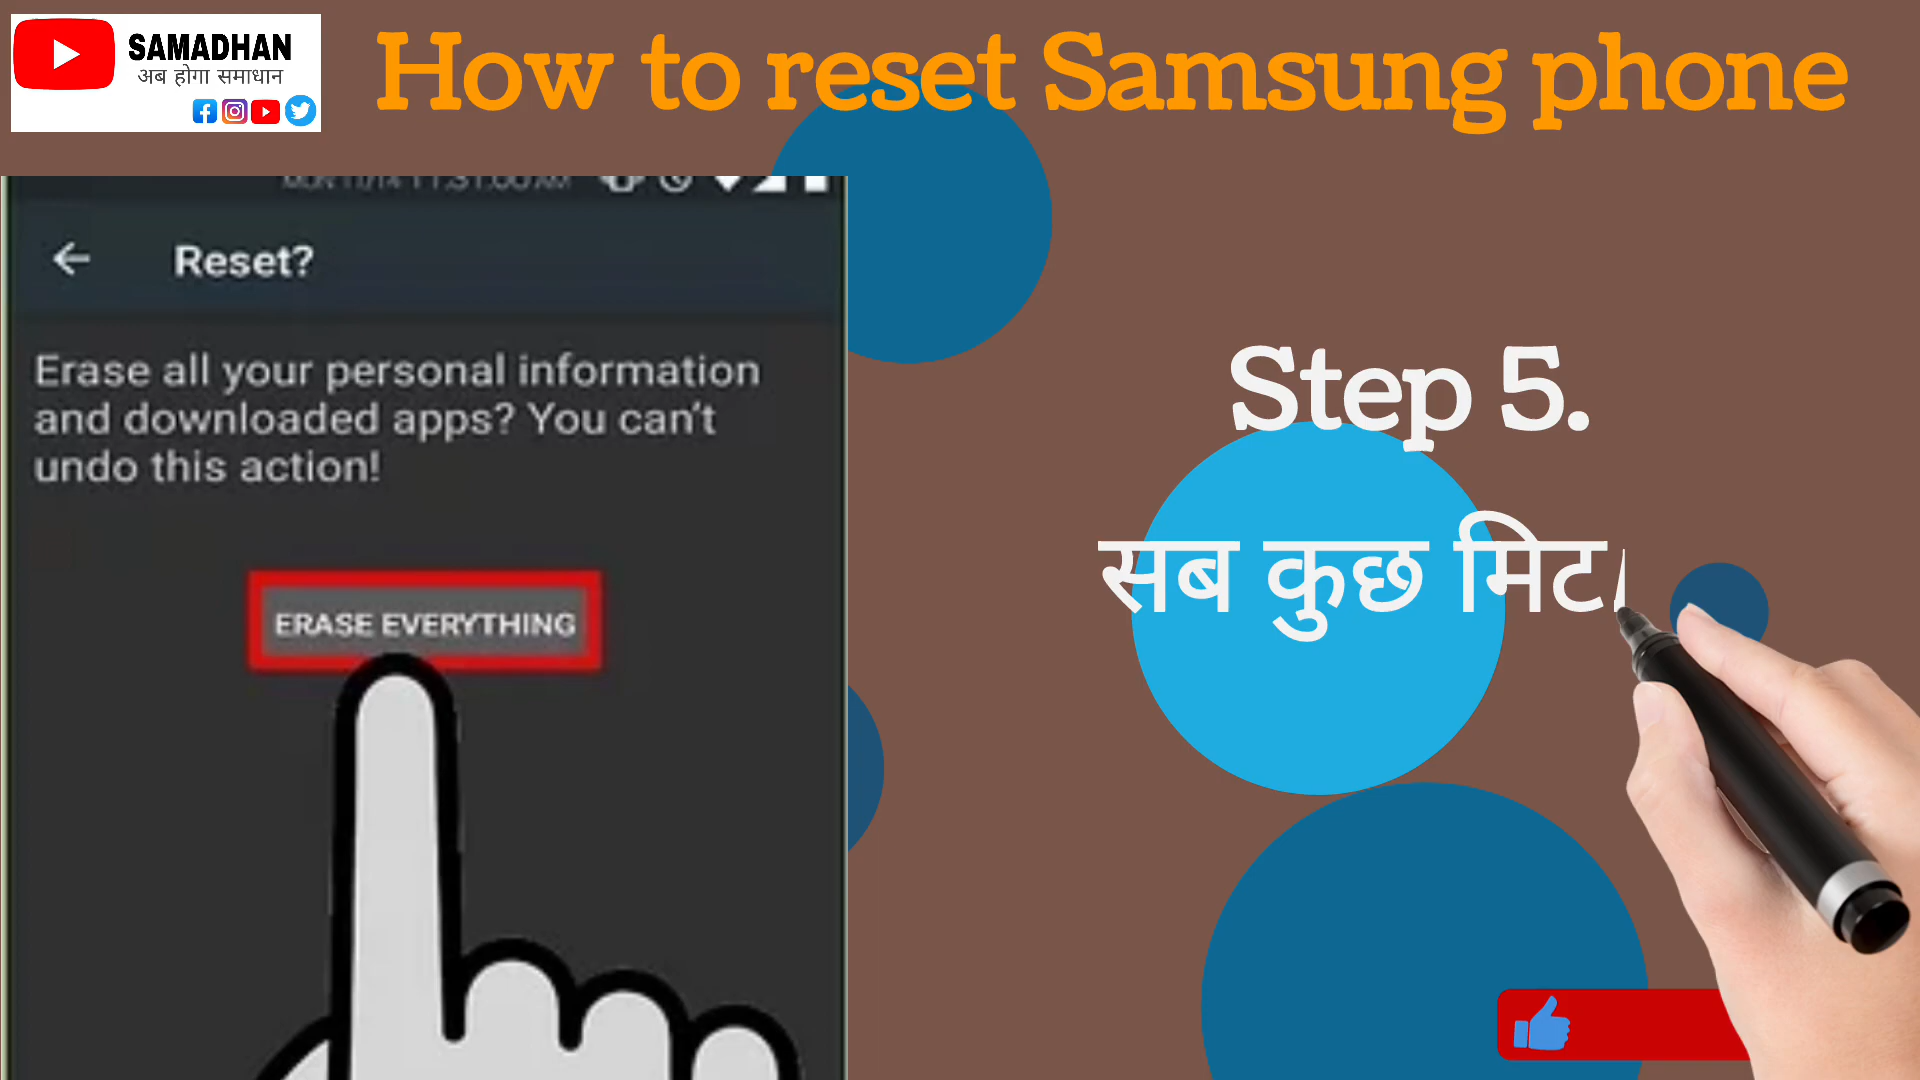 SAMADHAN
अब होगा समाधान
How to reset Samsung phone
Reset?
Erase all your personal information
and downloaded apps? You can't
undo this action!
ERASE EVERYTHING
Step 5.
सब कुछ मिट